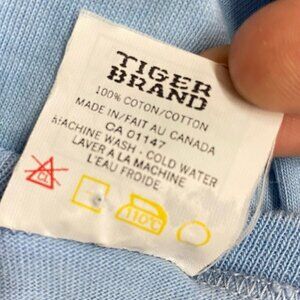 TIGER
BRAND
100% COTON/COTTON
MADE IN/FAIT AU CANADA
CA 01147
MACHINE WASH - COLD WATER
LAVER A LA MACHINE
L'EAU FROIDE.
110°C